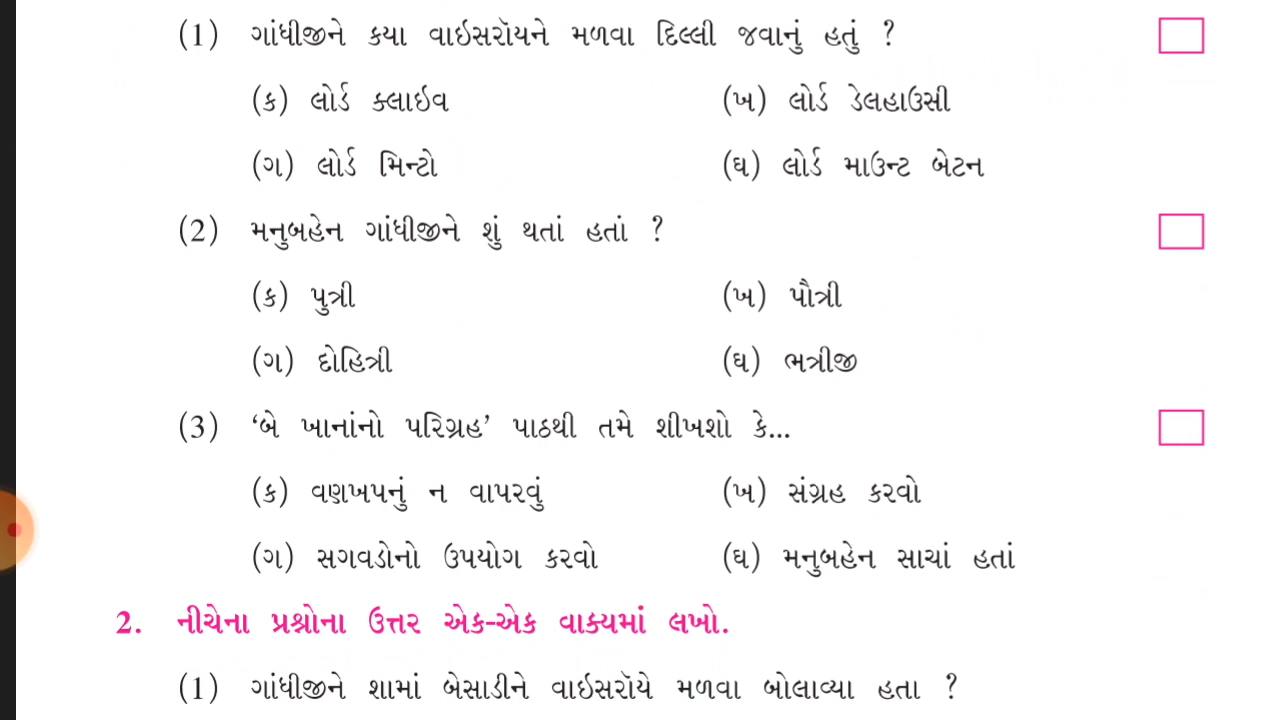 (1) ગાંધીજીને કયા વાઇસરૉયને મળવા દિલ્લી જવાનું હતું ?
(ક) લોર્ડ ક્લાઇવ (ખ) લોર્ડ ડેલહાઉસી
(ગ) લોર્ડ મિન્ટો (ઘ) લોર્ડ માઉન્ટ બેટન
(2) મનુબહેન ગાંધીજીને શું થતાં હતાં ?
(ક) પુત્રી (ખ) પૌત્રી
(ગ) દોહિત્રી (ઘ) ભત્રીજી
(3) ‘બે ખાનાંનો પરિગ્રહ’ પાઠથી તમે શીખશો કે...
(ક) વણખપનું ન વાપરવું (ખ) સંગ્રહ કરવો
(ગ) સગવડોનો ઉપયોગ કરવો (ઘ) મનુબહેન સાચાં હતાં
2. નીચેના પ્રશ્નોના ઉત્તર એક-એક વાક્યમાં લખો.
(1) ગાંધીજીને શામાં બેસાડીને વાઇસરૉયે મળવા બોલાવ્યા હતા ?